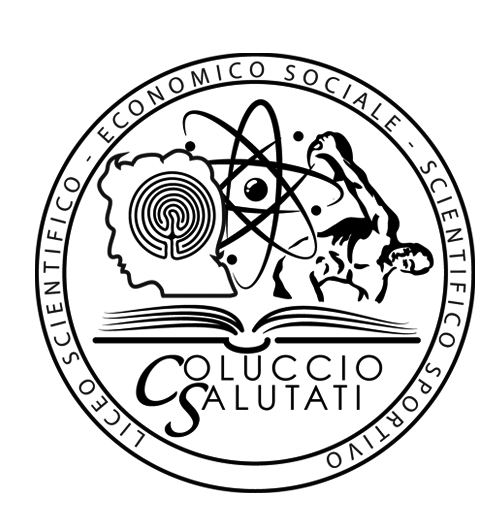 LICEO SCIENTIFICO - ECONOMICO SOCIALE - SCIENTIFICO SPORTIVO
COLUCCIO
SALUTATI